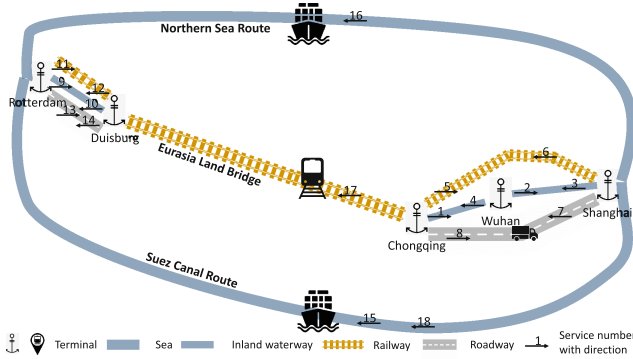 16
Northern Sea Route
11
9
12
Rotterdam
10
13
14
Duisburg
Eurasia Land Bridge
17
6
5
2
3
4
1
Wuhan
Shanghai
7
Chongqing
8
Suez Canal Route
15
18
Terminal
Sea
Inland waterway
Railway
Roadway
1
Service number
with direction